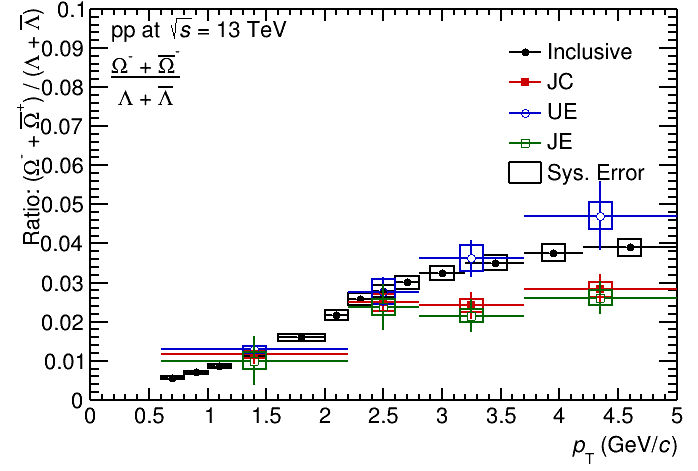 Ratio: (Ω⁻ + Ω̅⁺) / (Λ + Λ̅)
pp at √s = 13 TeV
Ω⁻ + Ω̅⁻
Λ + Λ̅
Inclusive
JC
UE
JE
Sys. Error
0.1
0.09
0.08
0.07
0.06
0.05
0.04
0.03
0.02
0.01
0
0 0.5 1 1.5 2 2.5 3 3.5 4 4.5 5
p_T (GeV/c)